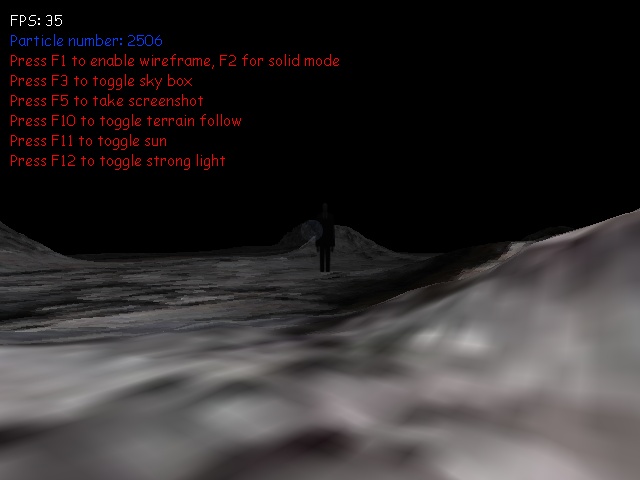 FPS: 35
Particle number: 2506
Press F1 to enable wireframe, F2 for solid mode
Press F3 to toggle sky box
Press F5 to take screenshot
Press F10 to toggle terrain follow
Press F11 to toggle sun
Press F12 to toggle strong light